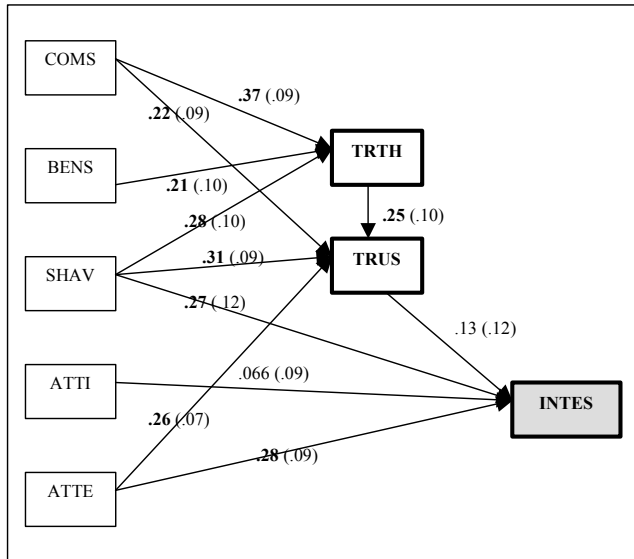 COMS
.37 (.09)
.22 (.09)
TRTH
BENS
.21 (.10)
.28 (.10)
.25 (.10)
SHAV
.31 (.09)
TRUS
.27 (.12)
.13 (.12)
ATTI
.066 (.09)
INTES
.26 (.07)
.28 (.09)
ATTE